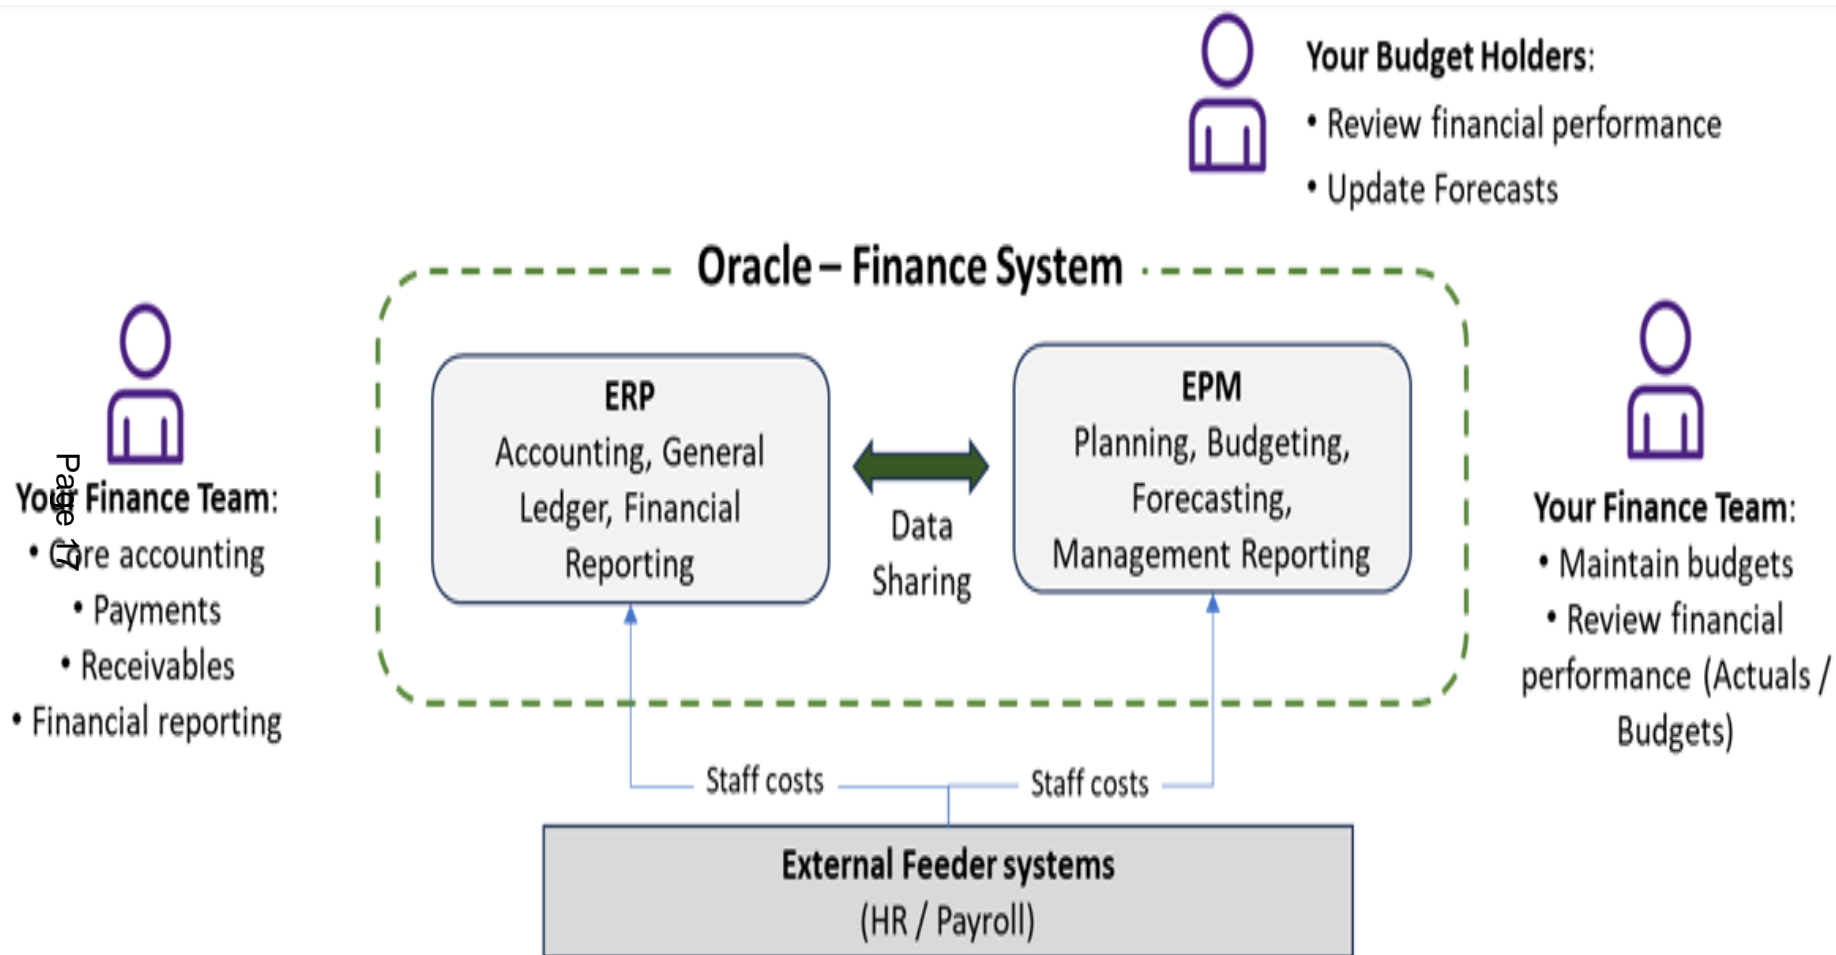 Your Budget Holders:
• Review financial performance
• Update Forecasts
Oracle – Finance System
ERP
Accounting, General
Ledger, Financial
Reporting
Data
Sharing
EPM
Planning, Budgeting,
Forecasting,
Management Reporting
Your Finance Team:
• Core accounting
• Payments
• Receivables
• Financial reporting
Page 17
Your Finance Team:
• Maintain budgets
• Review financial
performance (Actuals /
Budgets)
Staff costs
Staff costs
External Feeder systems
(HR / Payroll)